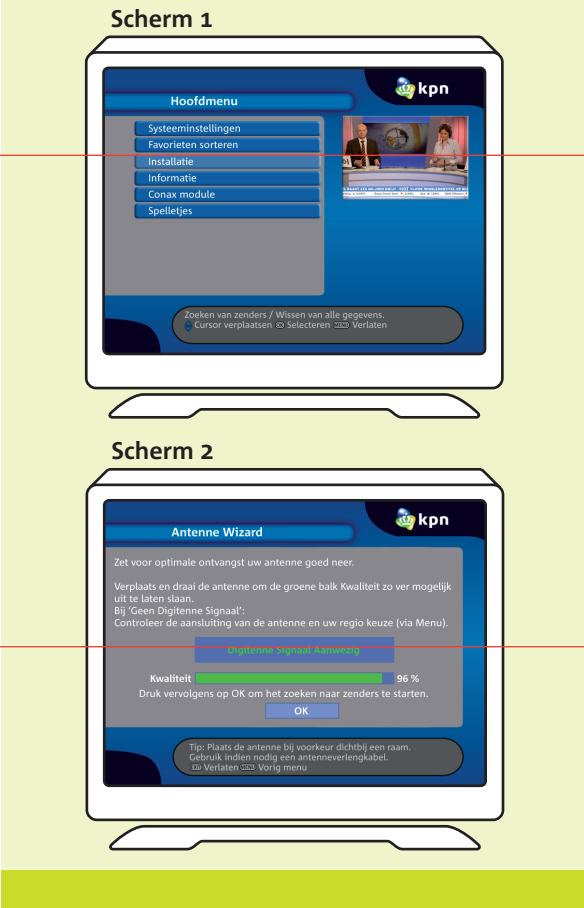 Scherm 1
kpn
Hoofdmenu
Systeeminstellingen
Favorieten sorteren
Installatie
Informatie
Conax module
Spelletjes
Zoeken van zenders / Wissen van alle gegevens.
Cursor verplaatsen OK Selecteren MENU Verlaten
Scherm 2
kpn
Antenne Wizard
Zet voor optimale ontvangst uw antenne goed neer.
Verplaats en draai de antenne om de groene balk Kwaliteit zo ver mogelijk
uit te laten slaan.
Bij 'Geen Digitenne Signaal':
Controleer de aansluiting van de antenne en uw regio keuze (via Menu).
Digitenne Signaal Aanwezig
Kwaliteit 96 %
Druk vervolgens op OK om het zoeken naar zenders te starten.
OK
Tip: Plaats de antenne bij voorkeur dichtbij een raam.
Gebruik indien nodig een antenneverlengkabel.
EXIT Verlaten MENU Vorig menu